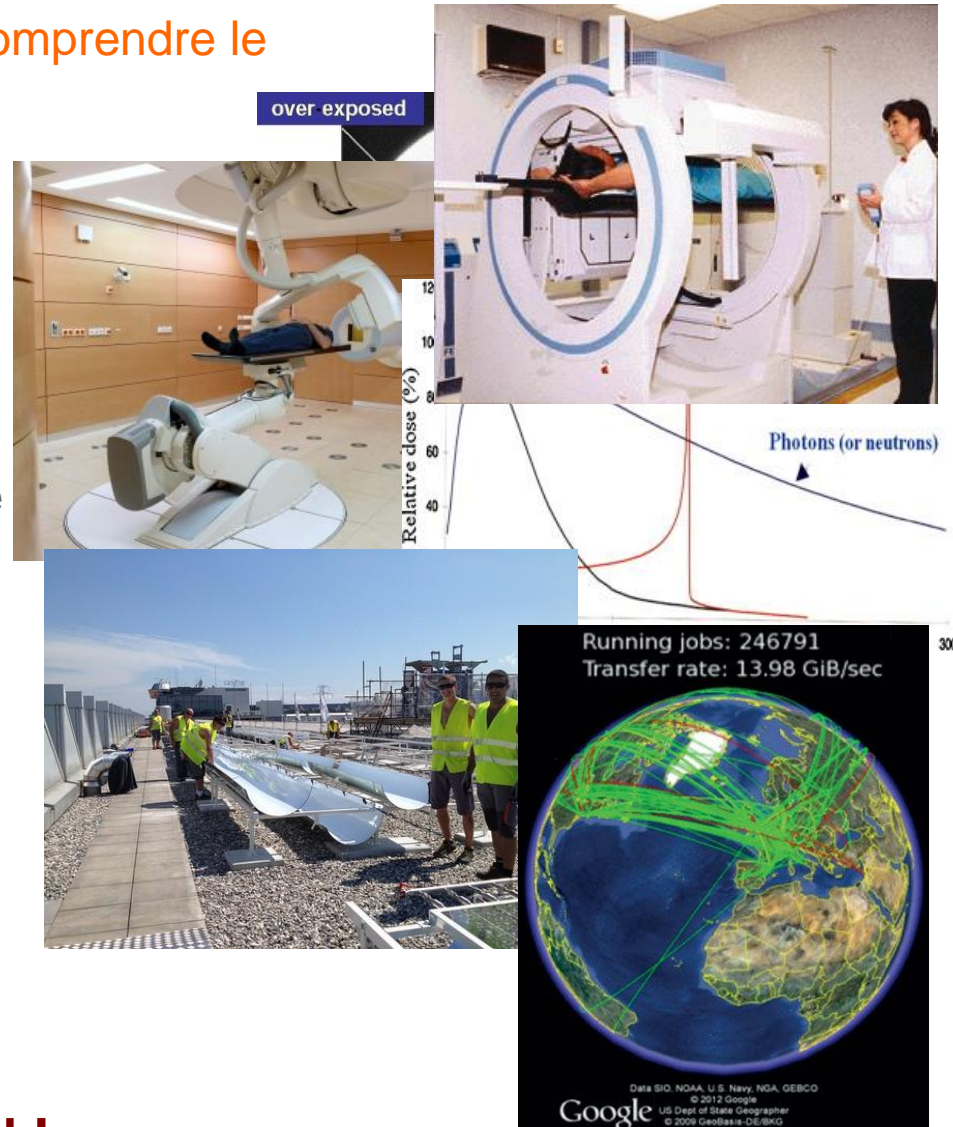 omprendre le
over-exposed
Relative dose (%)
12
10
8
60
40
Photons (or neutrons)
300
Running jobs: 246791
Transfer rate: 13.98 GiB/sec
Data SIO, NOAA, U.S. Navy, NGA, GEBCO
© 2012 Google
Google US Dept of State Geographer
© 2009 GeoBasis-DE/BKG